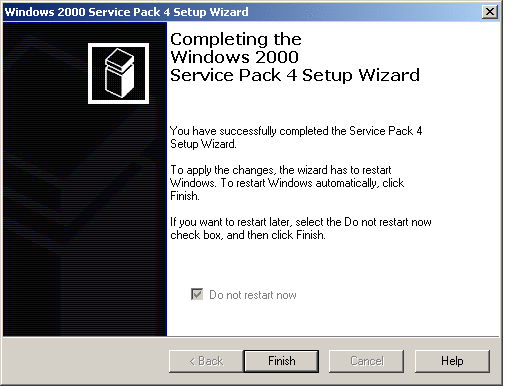 Windows 2000 Service Pack 4 Setup Wizard
Completing the
Windows 2000
Service Pack 4 Setup Wizard
You have successfully completed the Service Pack 4
Setup Wizard.
To apply the changes, the wizard has to restart
Windows. To restart Windows automatically, click
Finish.
If you want to restart later, select the Do not restart now
check box, and then click Finish.
Do not restart now
< Back
Finish
Cancel
Help